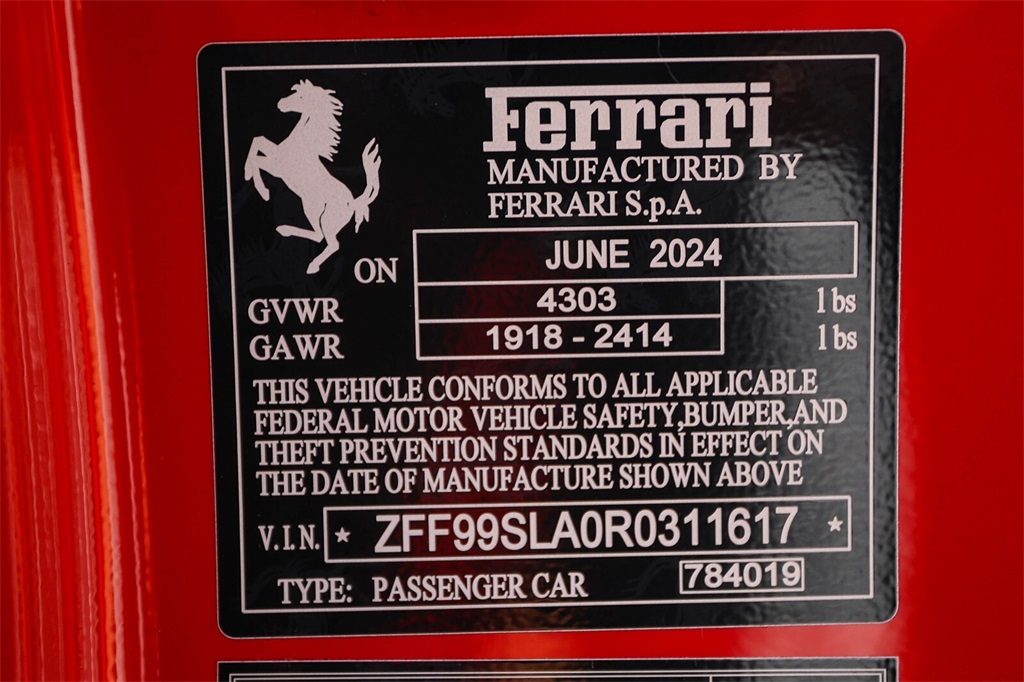 Ferrari
MANUFACTURED BY
FERRARI S.p.A.
ON JUNE 2024
GVWR 4303 lbs
GAWR 1918 - 2414 lbs
THIS VEHICLE CONFORMS TO ALL APPLICABLE
FEDERAL MOTOR VEHICLE SAFETY,BUMPER,AND
THEFT PREVENTION STANDARDS IN EFFECT ON
THE DATE OF MANUFACTURE SHOWN ABOVE
V.I.N. * ZFF99SLA0R0311617 *
TYPE: PASSENGER CAR 784019